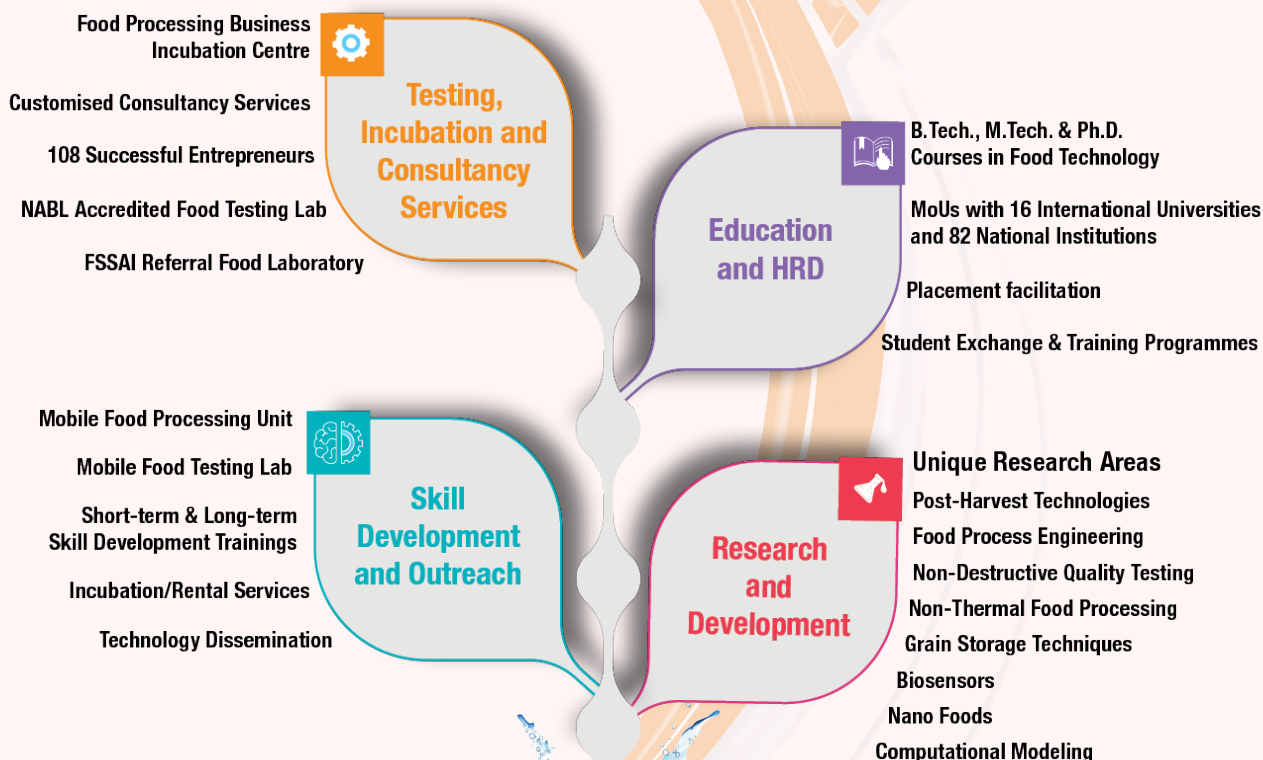 Food Processing Business
Incubation Centre
Customised Consultancy Services
108 Successful Entrepreneurs
NABL Accredited Food Testing Lab
FSSAI Referral Food Laboratory
Testing,
Incubation and
Consultancy
Services
Education
and HRD
B.Tech., M.Tech. & Ph.D.
Courses in Food Technology
MoUs with 16 International Universities
and 82 National Institutions
Placement facilitation
Student Exchange & Training Programmes
Mobile Food Processing Unit
Mobile Food Testing Lab
Short-term & Long-term
Skill Development Trainings
Incubation/Rental Services
Technology Dissemination
Skill
Development
and Outreach
Research
and
Development
Unique Research Areas
Post-Harvest Technologies
Food Process Engineering
Non-Destructive Quality Testing
Non-Thermal Food Processing
Grain Storage Techniques
Biosensors
Nano Foods
Computational Modeling